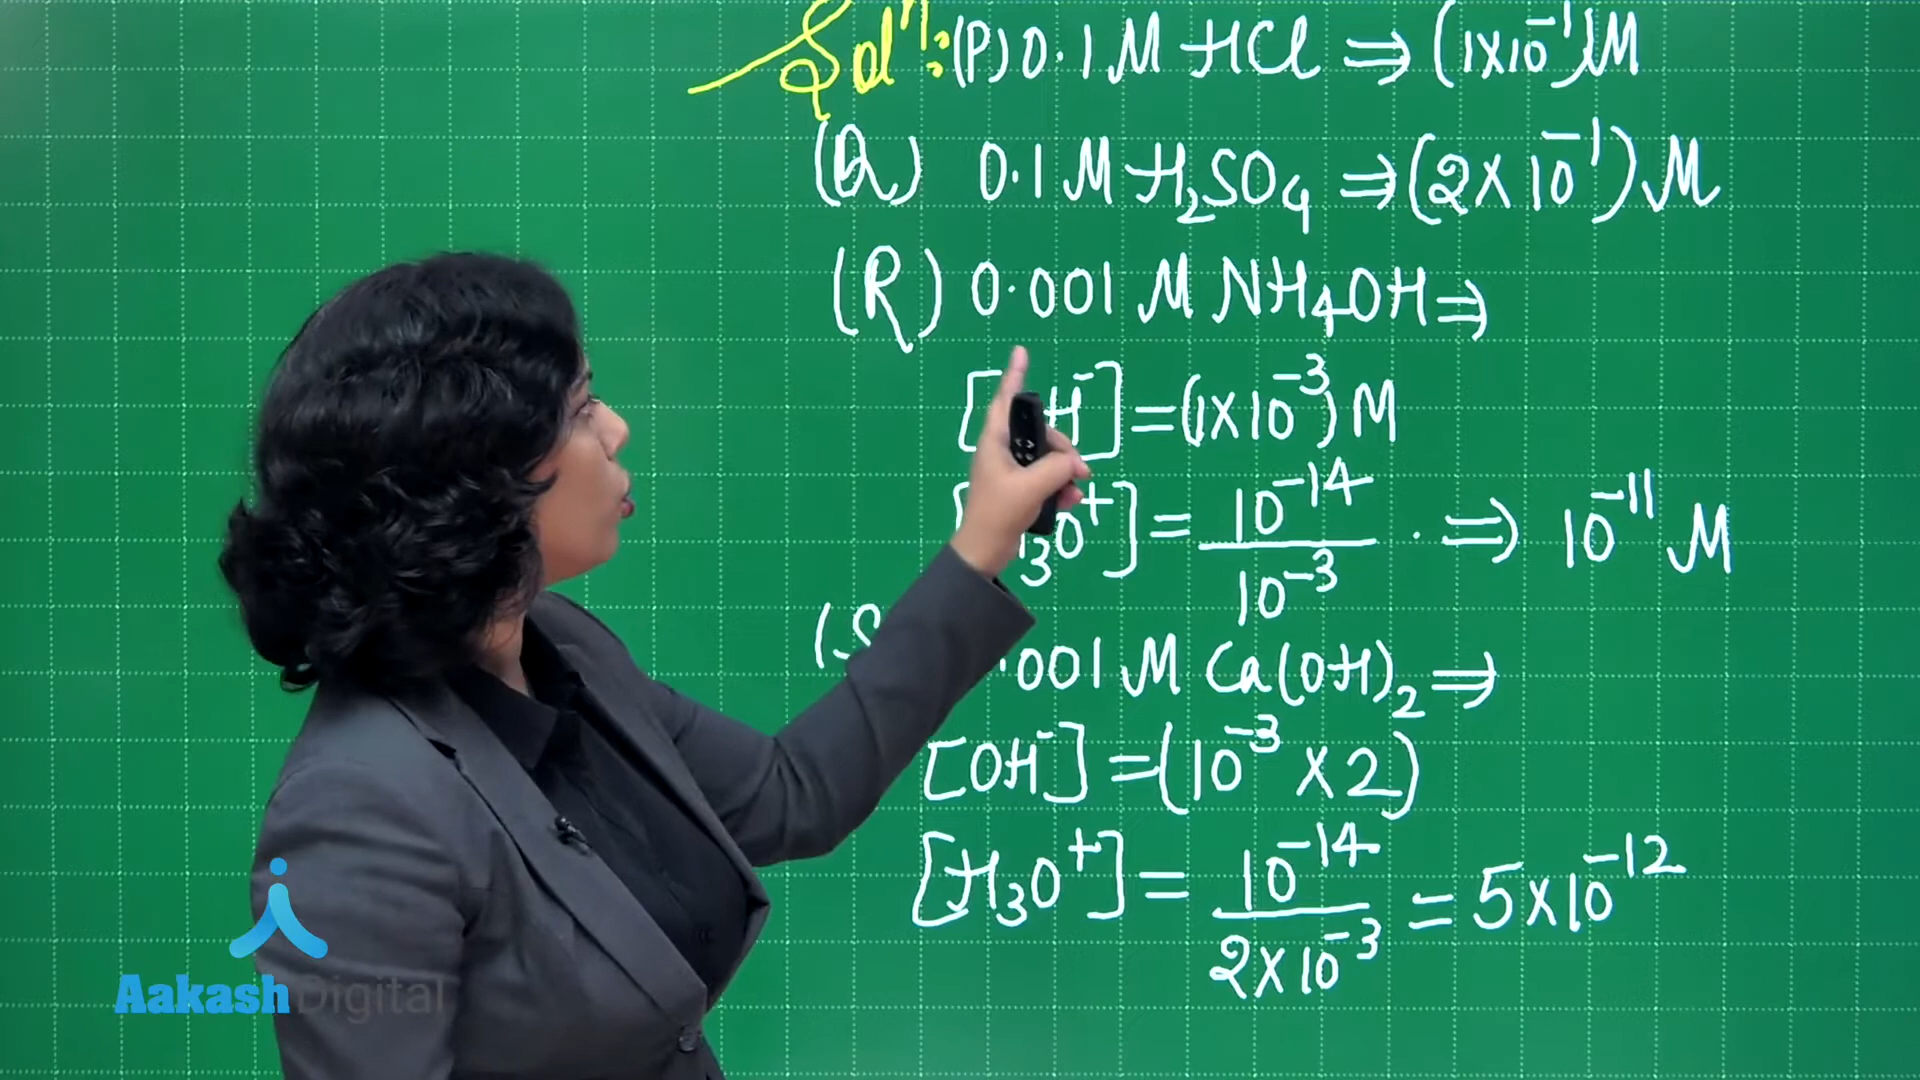 Solⁿ: (P) 0.1 M HCl ⇒ (1×10⁻¹)M
(Q) 0.1 M H₂SO₄ ⇒ (2×10⁻¹) M
(R) 0.001 M NH₄OH ⇒
[ H⁻] = (1×10⁻³) M
[ ₃O⁺] = 10⁻¹⁴ / 10⁻³ . ⇒ 10⁻¹¹ M
(S .001 M Ca(OH)₂ ⇒
[OH⁻] = (10⁻³ × 2)
[H₃O⁺] = 10⁻¹⁴ / 2×10⁻³ = 5×10⁻¹²
Aakash Digital